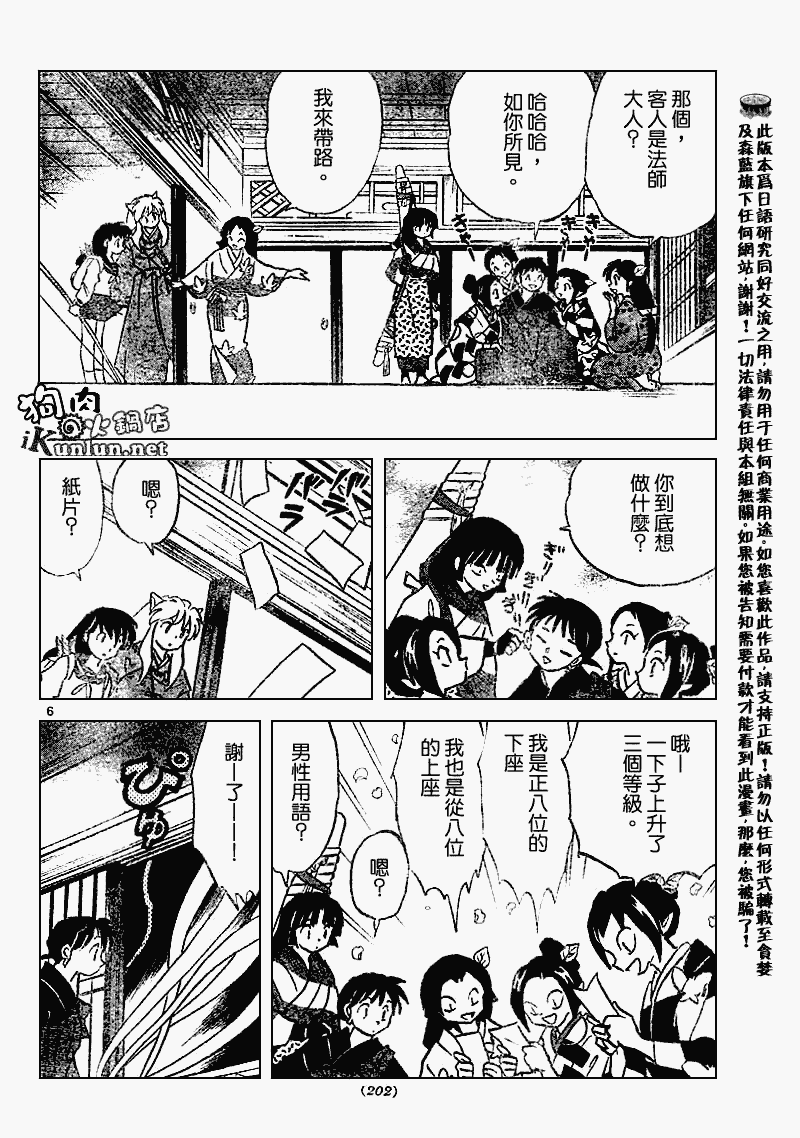 那個，
客人是法師
大人？
哈哈哈，
如你所見。
我來帶路。
狗肉
火鍋店
iKunlun.net
你到底想
做什麼？
嗯？
紙片？
6
哦—
一下子上升了
三個等級。
我是正八位的
下座
我也是從八位
的上座
嗯？
男性用語？
謝—了———！
ぴゅ
(202)
此版本爲日語研究同好交流之用，請勿用于任何商業用途。如您喜歡此作品，請支持正版！請勿以任何形式轉載至貪婪
及森藍旗下任何網站，謝謝！一切法律責任與本組無關。如果您被告知需要付款才能看到此漫畫，那麼，您被騙了！